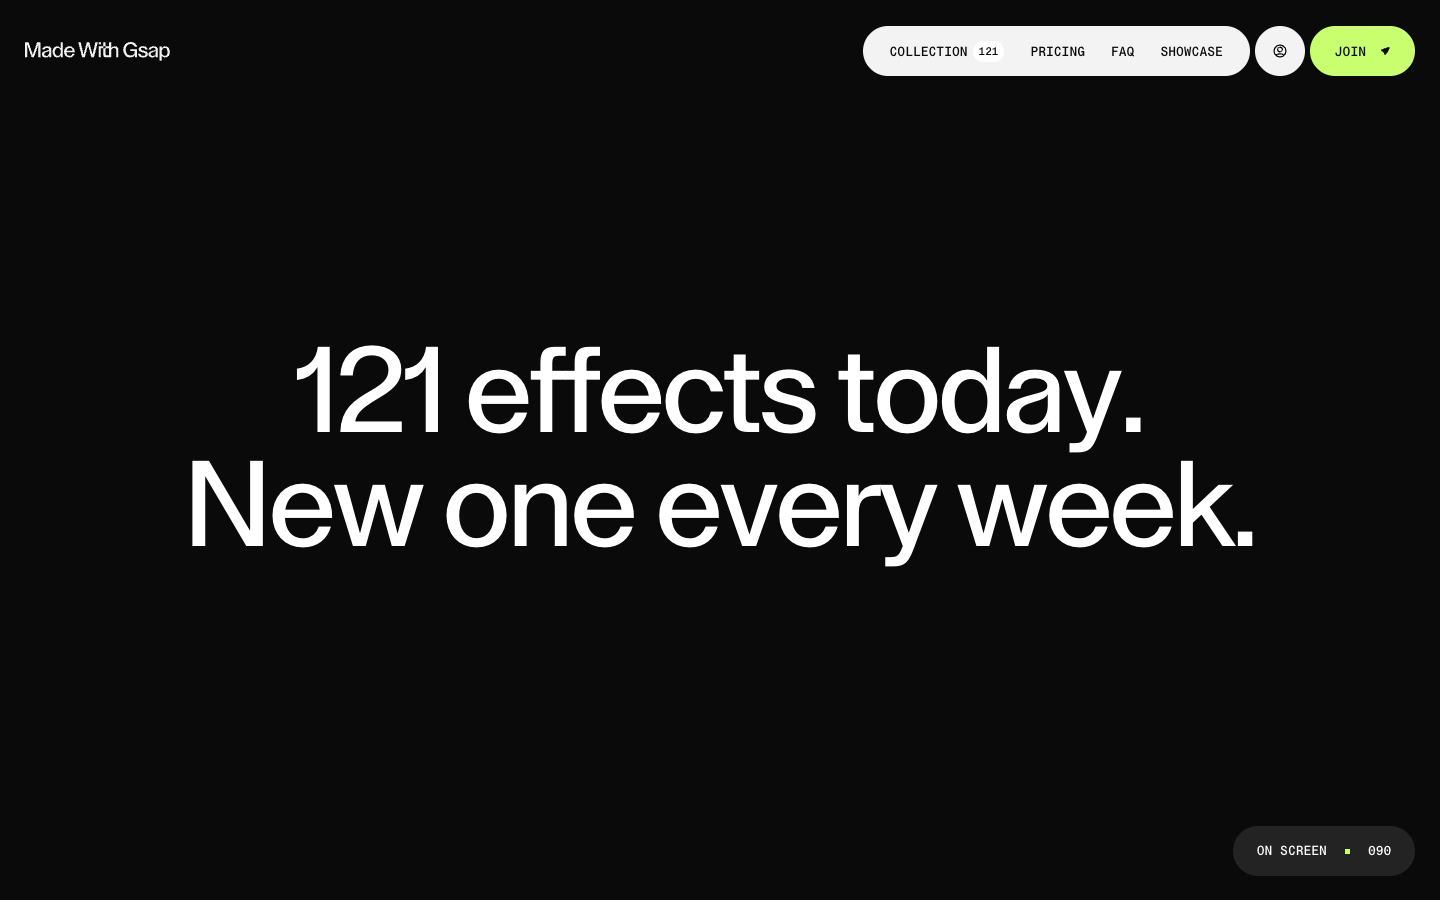 Made With Gsap
COLLECTION 121 PRICING FAQ SHOWCASE JOIN
121 effects today.
New one every week.
ON SCREEN 090